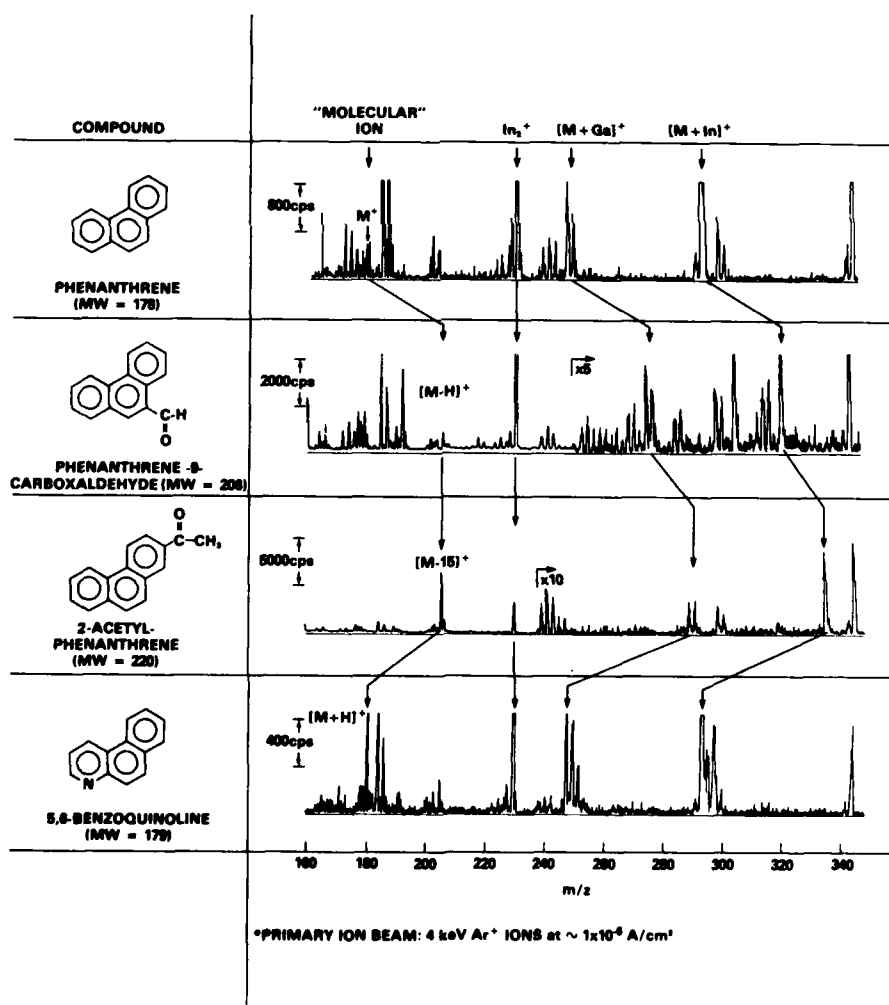 COMPOUND
"MOLECULAR"
ION
In₂⁺
[M + Ga]⁺
[M + In]⁺
800cps
M⁺
PHENANTHRENE
(MW = 178)
2000cps
[M-H]⁺
x5
C-H
O
PHENANTHRENE -9-
CARBOXALDEHYDE (MW = 206)
O
C-CH₃
5000cps
[M-15]⁺
x10
2-ACETYL-
PHENANTHRENE
(MW = 220)
[M+H]⁺
400cps
N
5,6-BENZOQUINOLINE
(MW = 179)
160 180 200 220 240 260 280 300 320 340
m/z
*PRIMARY ION BEAM: 4 keV Ar⁺ IONS at ~ 1x10⁻⁶ A/cm²